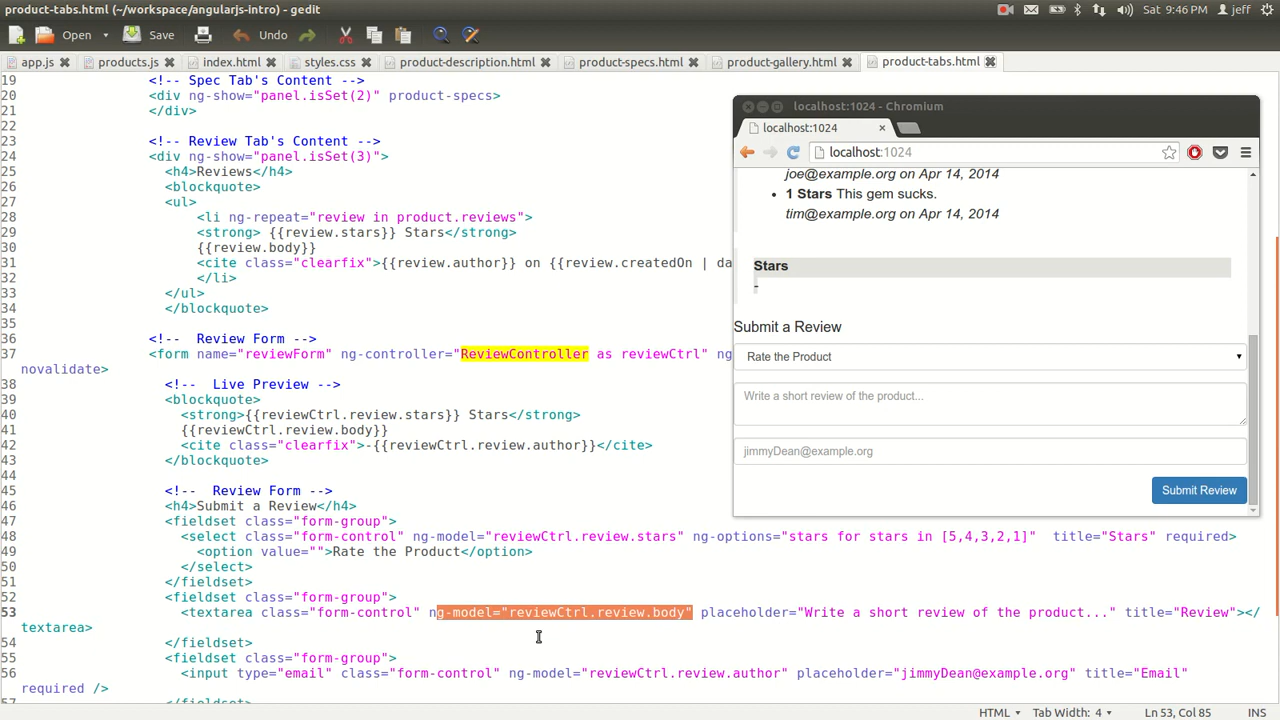 product-tabs.html (~/workspace/angularjs-intro) - gedit
Sat 9:46 PM jeff
Open Save Undo
app.js products.js index.html styles.css product-description.html product-specs.html product-gallery.html product-tabs.html
19 <!-- Spec Tab's Content -->
20 <div ng-show="panel.isSet(2)" product-specs>
21 </div>
22
23 <!-- Review Tab's Content -->
24 <div ng-show="panel.isSet(3)">
25 <h4>Reviews</h4>
26 <blockquote>
27 <ul>
28 <li ng-repeat="review in product.reviews">
29 <strong> {{review.stars}} Stars</strong>
30 {{review.body}}
31 <cite class="clearfix">{{review.author}} on {{review.createdOn | da
32 </li>
33 </ul>
34 </blockquote>
35
36 <!-- Review Form -->
37 <form name="reviewForm" ng-controller="ReviewController as reviewCtrl" ng
novalidate>
38 <!-- Live Preview -->
39 <blockquote>
40 <strong>{{reviewCtrl.review.stars}} Stars</strong>
41 {{reviewCtrl.review.body}}
42 <cite class="clearfix">-{{reviewCtrl.review.author}}</cite>
43 </blockquote>
44
45 <!-- Review Form -->
46 <h4>Submit a Review</h4>
47 <fieldset class="form-group">
48 <select class="form-control" ng-model="reviewCtrl.review.stars" ng-options="stars for stars in [5,4,3,2,1]" title="Stars" required>
49 <option value="">Rate the Product</option>
50 </select>
51 </fieldset>
52 <fieldset class="form-group">
53 <textarea class="form-control" ng-model="reviewCtrl.review.body" placeholder="Write a short review of the product..." title="Review"></
textarea>
54 </fieldset>
55 <fieldset class="form-group">
56 <input type="email" class="form-control" ng-model="reviewCtrl.review.author" placeholder="jimmyDean@example.org" title="Email"
required />
57 </fieldset>
localhost:1024 - Chromium
localhost:1024
localhost:1024
joe@example.org on Apr 14, 2014
• 1 Stars This gem sucks.
tim@example.org on Apr 14, 2014
Stars
-
Submit a Review
Rate the Product
Write a short review of the product...
jimmyDean@example.org
Submit Review
HTML Tab Width: 4 Ln 53, Col 85 INS